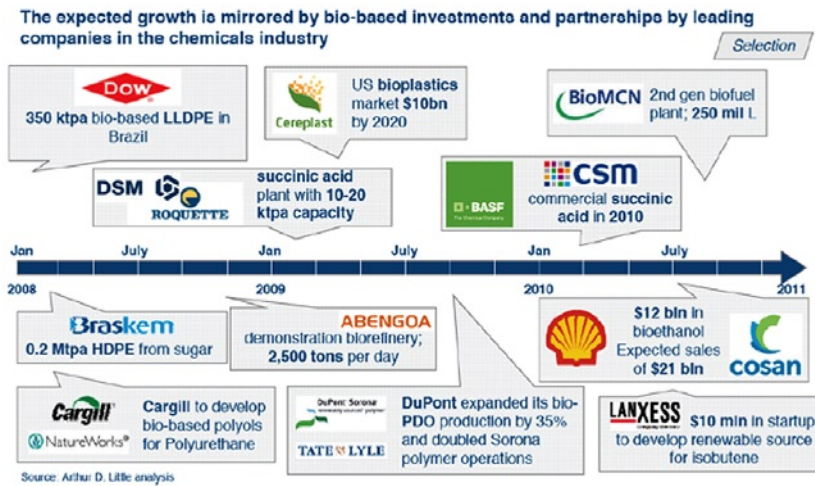 The expected growth is mirrored by bio-based investments and partnerships by leading
companies in the chemicals industry
Selection
DOW
350 ktpa bio-based LLDPE in
Brazil
Cereplast
US bioplastics
market $10bn
by 2020
BioMCN
2nd gen biofuel
plant; 250 mil L
DSM
ROQUETTE
succinic acid
plant with 10-20
ktpa capacity
BASF
The Chemical Company
csm
commercial succinic
acid in 2010
Jan
July
Jan
July
Jan
July
2008
2009
2010
2011
Braskem
0.2 Mtpa HDPE from sugar
ABENGOA
demonstration biorefinery;
2,500 tons per day
$12 bln in
bioethanol
Expected sales
of $21 bln
cosan
Cargill
NatureWorks®
Cargill to develop
bio-based polyols
for Polyurethane
DuPont Sorona
TATE & LYLE
DuPont expanded its bio-
PDO production by 35%
and doubled Sorona
polymer operations
LANXESS
$10 mln in startup
to develop renewable source
for isobutene
Source: Arthur D. Little analysis